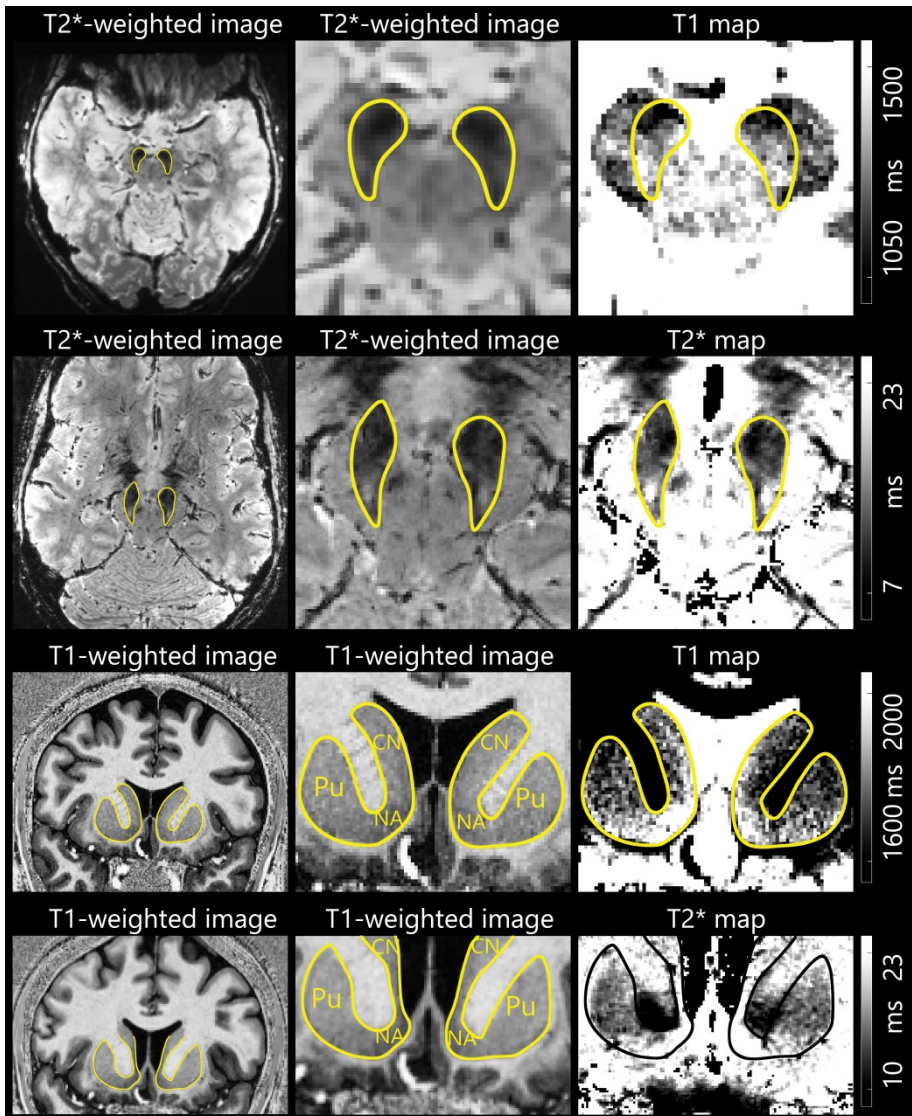 T2*-weighted image T2*-weighted image T1 map
1500
ms
1050
T2*-weighted image T2*-weighted image T2* map
23
ms
7
T1-weighted image T1-weighted image T1 map
CN CN
Pu Pu
NA NA
2000
ms
1600
T1-weighted image T1-weighted image T2* map
CN CN
Pu Pu
NA NA
23
ms
10